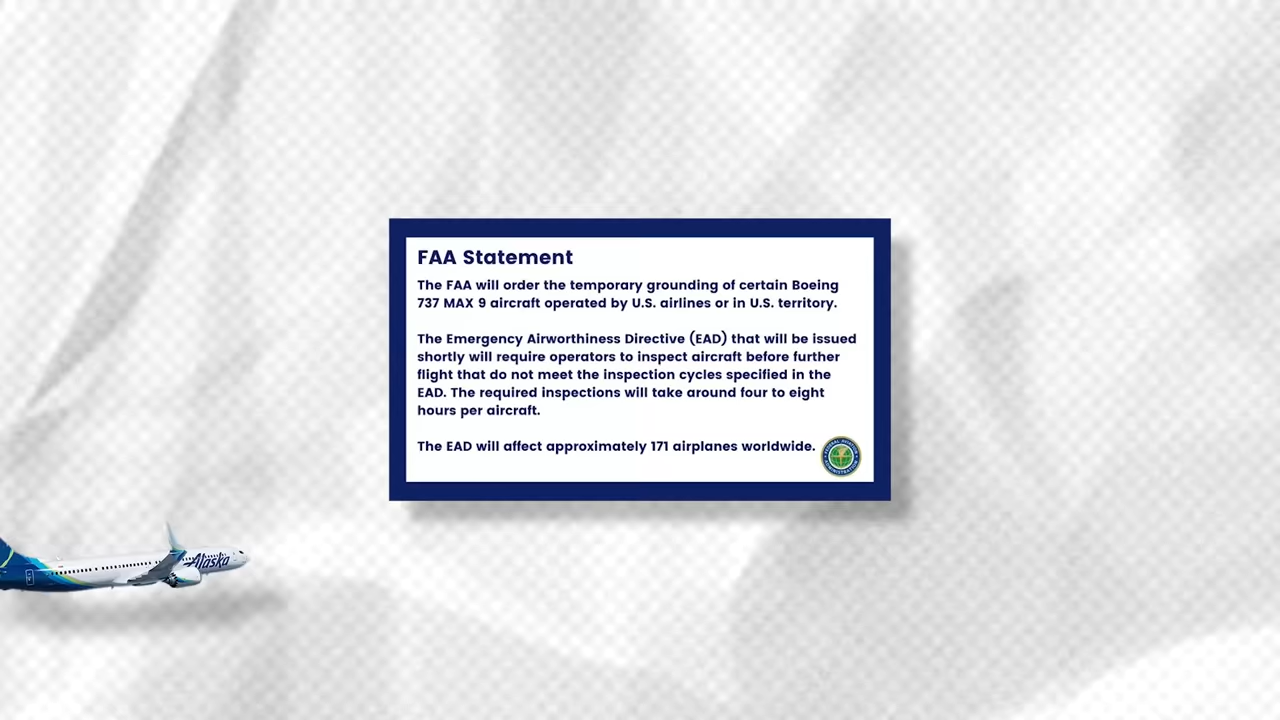 FAA Statement
The FAA will order the temporary grounding of certain Boeing
737 MAX 9 aircraft operated by U.S. airlines or in U.S. territory.
The Emergency Airworthiness Directive (EAD) that will be issued
shortly will require operators to inspect aircraft before further
flight that do not meet the inspection cycles specified in the
EAD. The required inspections will take around four to eight
hours per aircraft.
The EAD will affect approximately 171 airplanes worldwide.
FEDERAL AVIATION
ADMINISTRATION
Alaska